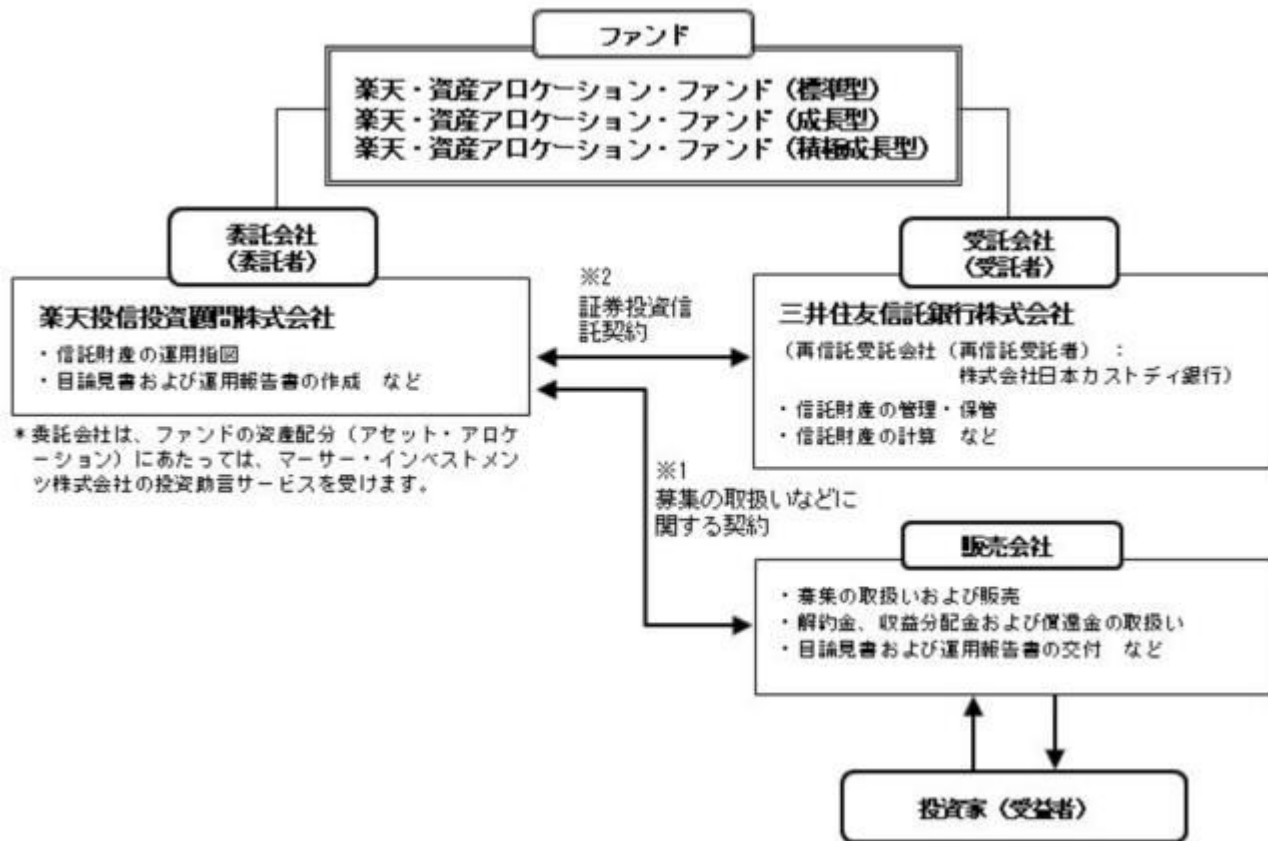 ファンド
楽天・資産アロケーション・ファンド（標準型）
楽天・資産アロケーション・ファンド（成長型）
楽天・資産アロケーション・ファンド（積極成長型）
委託会社
（委託者）
楽天投信投資顧問株式会社
・信託財産の運用指図
・目論見書および運用報告書の作成　など
＊委託会社は、ファンドの資産配分（アセット・アロケ
ーション）にあたっては、マーサー・インベストメン
ツ株式会社の投資助言サービスを受けます。
※2
証券投資信
託契約
受託会社
（受託者）
三井住友信託銀行株式会社
（再信託受託会社（再信託受託者）　：
株式会社日本カストディ銀行）
・信託財産の管理・保管
・信託財産の計算　など
※1
募集の取扱いなどに
関する契約
販売会社
・募集の取扱いおよび販売
・解約金、収益分配金および償還金の取扱い
・目論見書および運用報告書の交付　など
投資家（受益者）